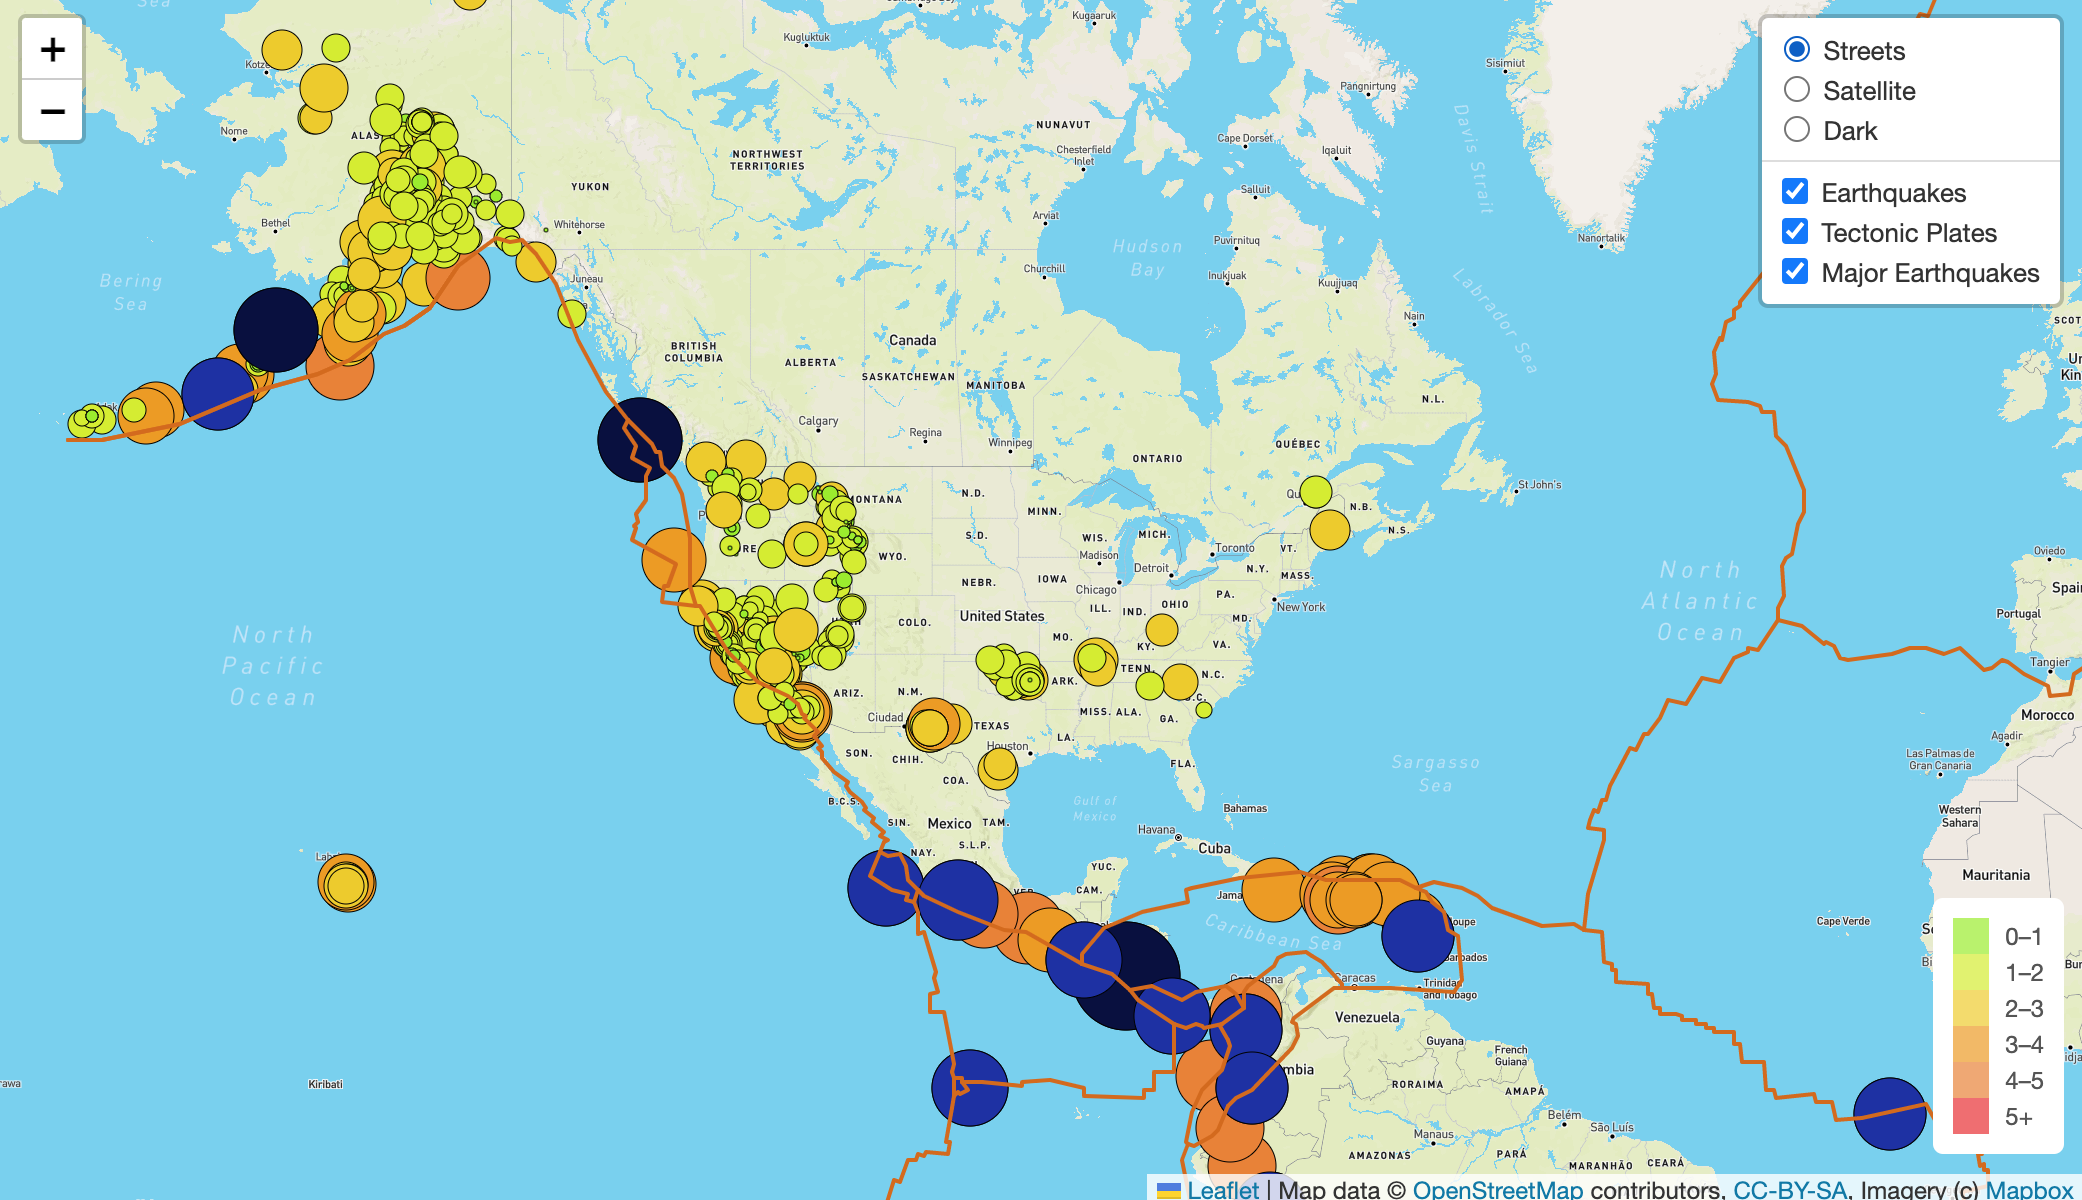 +
−
Streets
Satellite
Dark
Earthquakes
Tectonic Plates
Major Earthquakes
Sea
Kugaaruk
Kugluktuk
Sisimiut
Pangnirtung
Nome
NUNAVUT
Cape Dorset
Iqaluit
Davis Strait
NORTHWEST
TERRITORIES
Chesterfield
Inlet
YUKON
Salluit
Bethel
Whitehorse
Arviat
Puvirnituq
Nanortalik
Hudson
Bay
Bering
Sea
Juneau
Churchill
Inukjuak
Kuujjuaq
Labrador Sea
Nain
BRITISH
COLUMBIA
Canada
ALBERTA
SASKATCHEWAN
MANITOBA
N.L.
Calgary
Regina
Winnipeg
QUÉBEC
ONTARIO
St John's
MONTANA
N.D.
MINN.
N.B.
N.S.
S.D.
WIS.
MICH.
Madison
Toronto
VT.
WYO.
Detroit
N.Y.
MASS.
NEBR.
IOWA
Chicago
PA.
ILL.
IND.
OHIO
New York
United States
COLO.
MD.
MO.
KY.
VA.
North
Atlantic
Ocean
Oviedo
Portugal
Tangier
Morocco
Agadir
North
Pacific
Ocean
ARK.
TENN.
N.C.
ARIZ.
N.M.
MISS.
ALA.
GA.
Ciudad
TEXAS
LA.
Houston
SON.
CHIH.
FLA.
COA.
Sargasso
Sea
Las Palmas de
Gran Canaria
B.C.S.
Gulf of
Mexico
Bahamas
Western
Sahara
SIN.
Mexico
TAM.
Havana
Cuba
S.L.P.
NAY.
YUC.
CAM.
Mauritania
Caribbean Sea
Cape Verde
Barbados
Caracas
Trinidad
and Tobago
Venezuela
Guyana
French
Guiana
Kiribati
RORAIMA
AMAPÁ
Belém
São Luís
Manaus
AMAZONAS
PARÁ
MARANHÃO
CEARÁ
0–1
1–2
2–3
3–4
4–5
5+
Leaflet | Map data © OpenStreetMap contributors, CC-BY-SA, Imagery (c) Mapbox